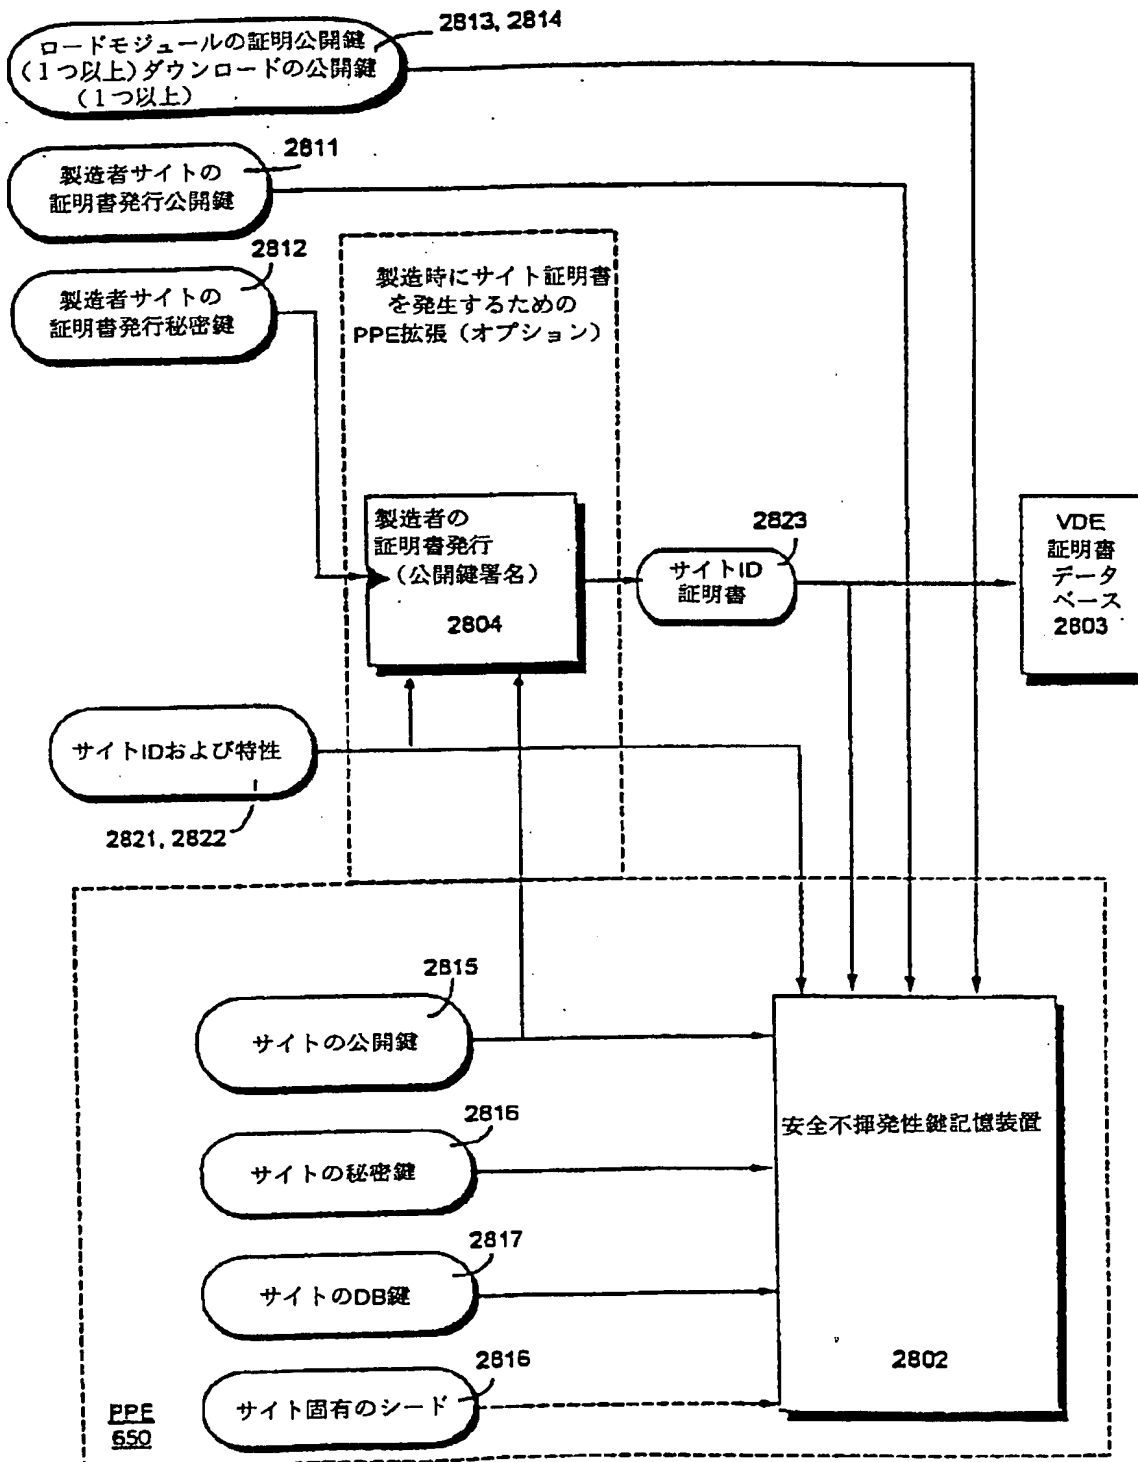 2813, 2814
ロードモジュールの証明公開鍵
(1つ以上)ダウンロードの公開鍵
(1つ以上)
2811
製造者サイトの
証明書発行公開鍵
2812
製造者サイトの
証明書発行秘密鍵
製造時にサイト証明書
を発生するための
PPE拡張（オプション）
製造者の
証明書発行
（公開鍵署名）
2804
2823
サイトID
証明書
VDE
証明書
データ
ベース
2803
サイトIDおよび特性
2821, 2822
2815
サイトの公開鍵
2816
サイトの秘密鍵
2817
サイトのDB鍵
2816
サイト固有のシード
安全不揮発性鍵記憶装置
2802
PPE
650